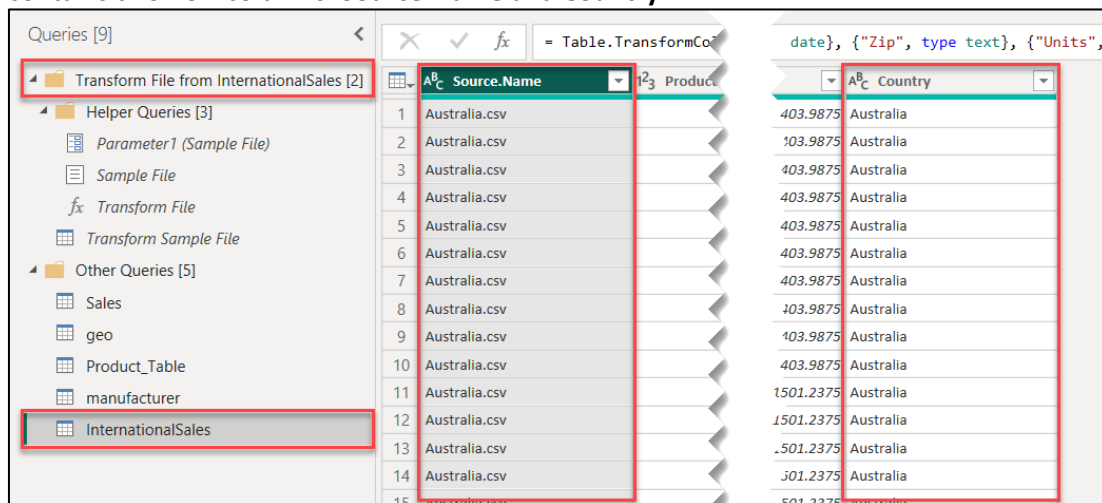 Queries [9]
= Table.TransformCo
date}, {"Zip", type text}, {"Units",
Transform File from InternationalSales [2]
Helper Queries [3]
Parameter1 (Sample File)
Sample File
fx Transform File
Transform Sample File
Other Queries [5]
Sales
geo
Product_Table
manufacturer
InternationalSales
fx
ABC Source.Name
123 Product
ABC Country
1 Australia.csv 403.9875 Australia
2 Australia.csv 403.9875 Australia
3 Australia.csv 403.9875 Australia
4 Australia.csv 403.9875 Australia
5 Australia.csv 403.9875 Australia
6 Australia.csv 403.9875 Australia
7 Australia.csv 403.9875 Australia
8 Australia.csv 403.9875 Australia
9 Australia.csv 403.9875 Australia
10 Australia.csv 403.9875 Australia
11 Australia.csv 1501.2375 Australia
12 Australia.csv 1501.2375 Australia
13 Australia.csv 501.2375 Australia
14 Australia.csv 501.2375 Australia
15